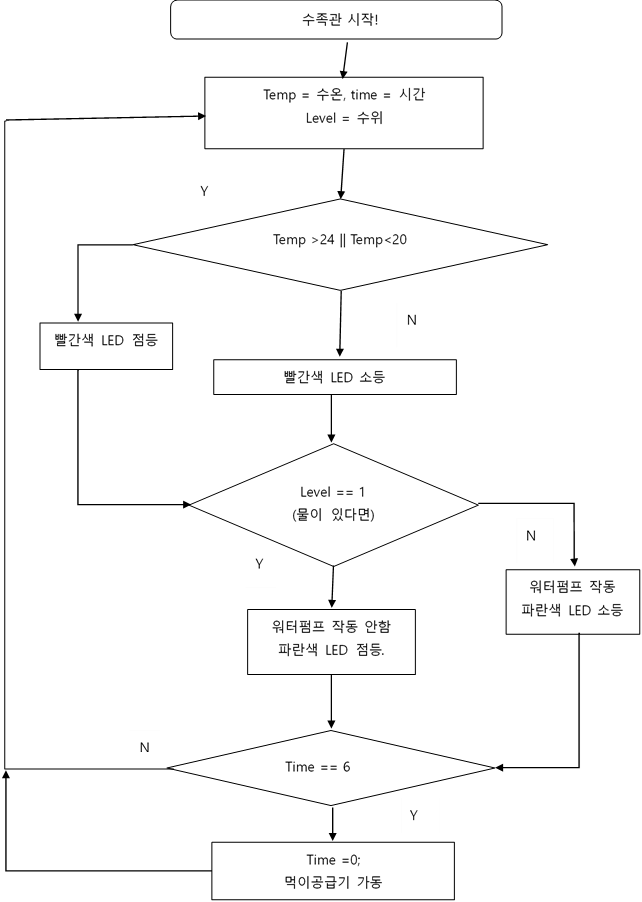 수족관 시작!
Temp = 수온, time = 시간
Level = 수위
Y
Temp >24 || Temp<20
N
빨간색 LED 점등
빨간색 LED 소등
Level == 1
(물이 있다면)
N
Y
워터펌프 작동
파란색 LED 소등
워터펌프 작동 안함
파란색 LED 점등.
N
Time == 6
Y
Time =0;
먹이공급기 가동